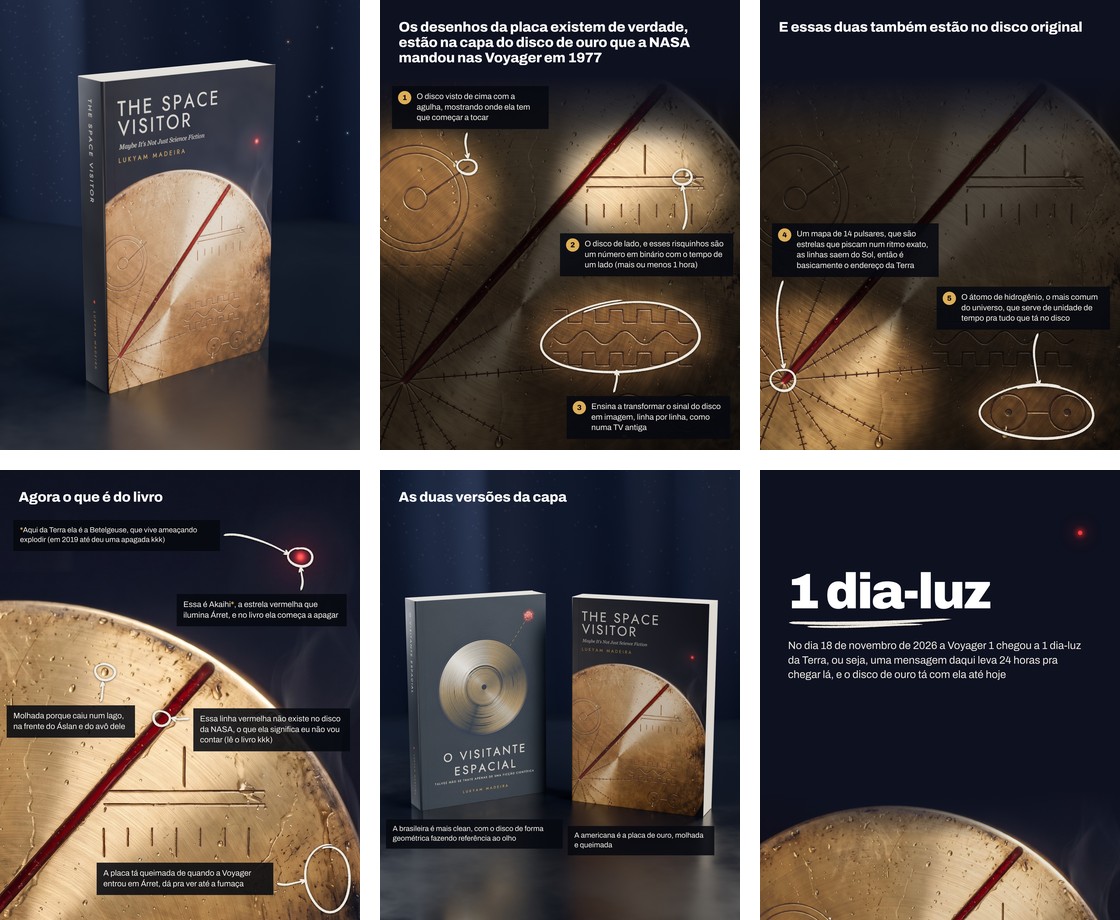 THE SPACE VISITOR
THE SPACE
VISITOR
Maybe It's Not Just Science Fiction
LUKYAM MADEIRA
LUKYAM MADEIRA
Os desenhos da placa existem de verdade,
estão na capa do disco de ouro que a NASA
mandou nas Voyager em 1977
1
O disco visto de cima com a
agulha, mostrando onde ela tem
que começar a tocar
2
O disco de lado, e esses risquinhos são
um número em binário com o tempo de
um lado (mais ou menos 1 hora)
3
Ensina a transformar o sinal do disco
em imagem, linha por linha, como
numa TV antiga
E essas duas também estão no disco original
4
Um mapa de 14 pulsares, que são
estrelas que piscam num ritmo exato,
as linhas saem do Sol, então é
basicamente o endereço da Terra
5
O átomo de hidrogênio, o mais comum
do universo, que serve de unidade de
tempo pra tudo que tá no disco
Agora o que é do livro
*Aqui da Terra ela é a Betelgeuse, que vive ameaçando
explodir (em 2019 até deu uma apagada kkk)
Essa é Akaihi*, a estrela vermelha que
ilumina Árret, e no livro ela começa a apagar
Molhada porque caiu num lago,
na frente do Áslan e do avô dele
Essa linha vermelha não existe no disco
da NASA, o que ela significa eu não vou
contar (lê o livro kkk)
A placa tá queimada de quando a Voyager
entrou em Árret, dá pra ver até a fumaça
As duas versões da capa
O VISITANTE
ESPACIAL
TALVEZ NÃO SE TRATE APENAS DE UMA FICÇÃO CIENTÍFICA
LUKYAM MADEIRA
THE SPACE
VISITOR
Maybe It's Not Just Science Fiction
LUKYAM MADEIRA
A brasileira é mais clean, com o disco de forma
geométrica fazendo referência ao olho
A americana é a placa de ouro, molhada
e queimada
1 dia-luz
No dia 18 de novembro de 2026 a Voyager 1 chegou a 1 dia-luz
da Terra, ou seja, uma mensagem daqui leva 24 horas pra
chegar lá, e o disco de ouro tá com ela até hoje